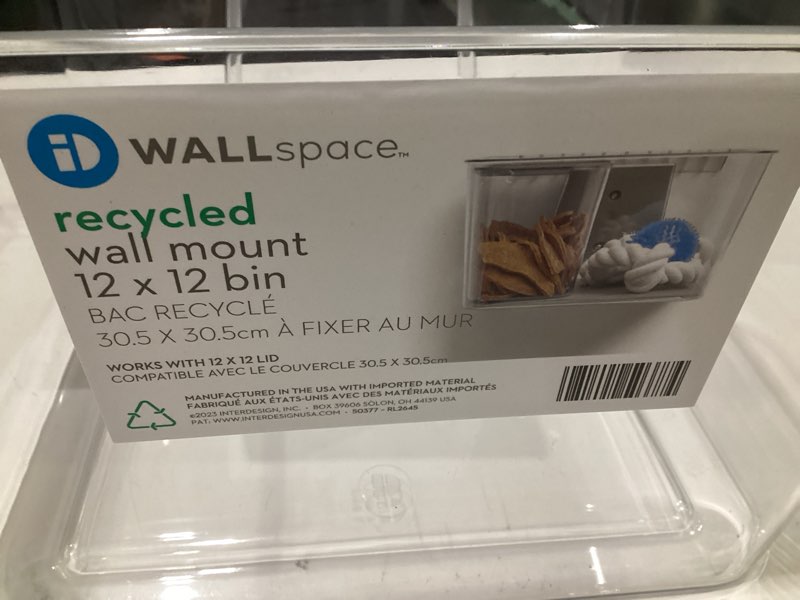 iD WALLspace™
recycled
wall mount
12 x 12 bin
BAC RECYCLÉ
30.5 X 30.5cm À FIXER AU MUR
WORKS WITH 12 X 12 LID
COMPATIBLE AVEC LE COUVERCLE 30.5 X 30.5cm
MANUFACTURED IN THE USA WITH IMPORTED MATERIAL
FABRIQUÉ AUX ÉTATS-UNIS AVEC DES MATÉRIAUX IMPORTÉS
©2023 INTERDESIGN, INC. • BOX 39606 SOLON, OH 44139 USA
PAT: WWW.INTERDESIGNUSA.COM • 50377 - RL2645